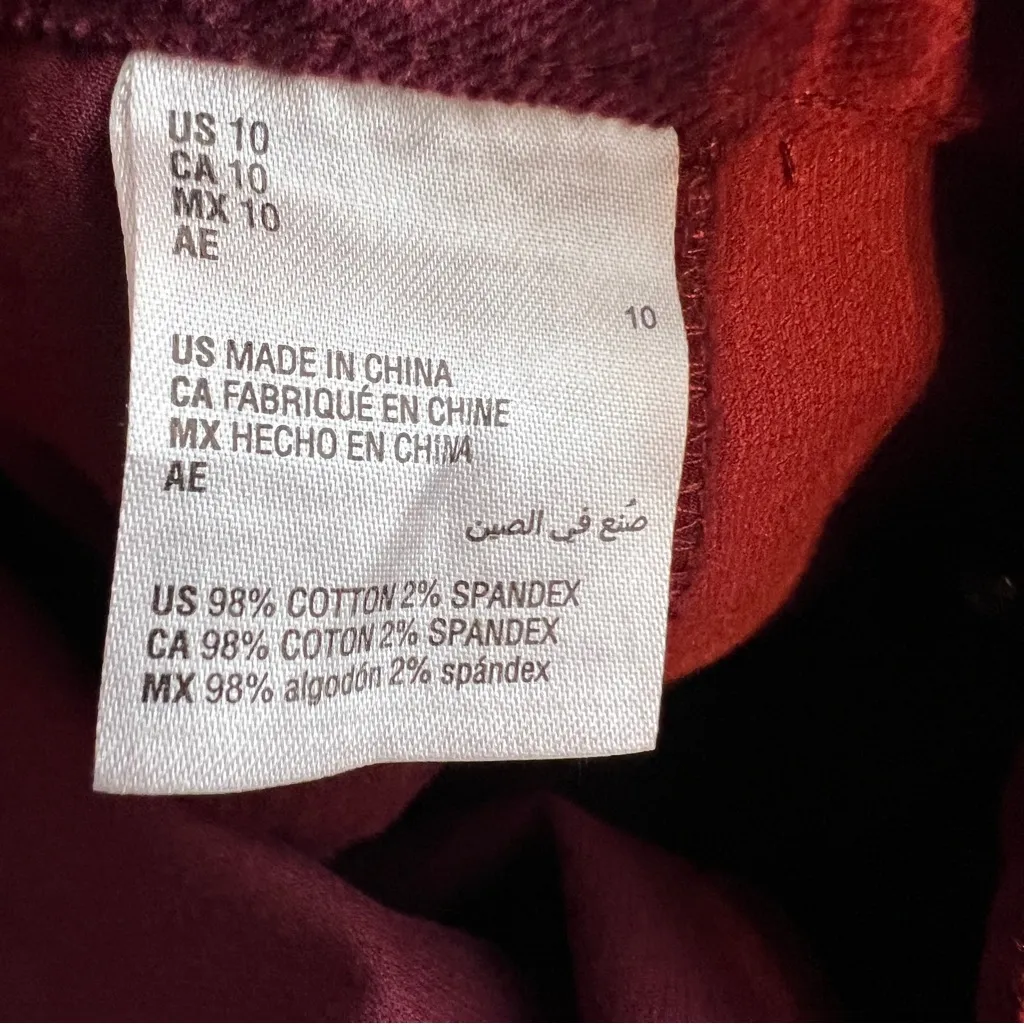 US 10
CA 10
MX 10
AE
10
US MADE IN CHINA
CA FABRIQUÉ EN CHINE
MX HECHO EN CHINA
AE
صُنع في الصين
US 98% COTTON 2% SPANDEX
CA 98% COTON 2% SPANDEX
MX 98% algodón 2% spándex